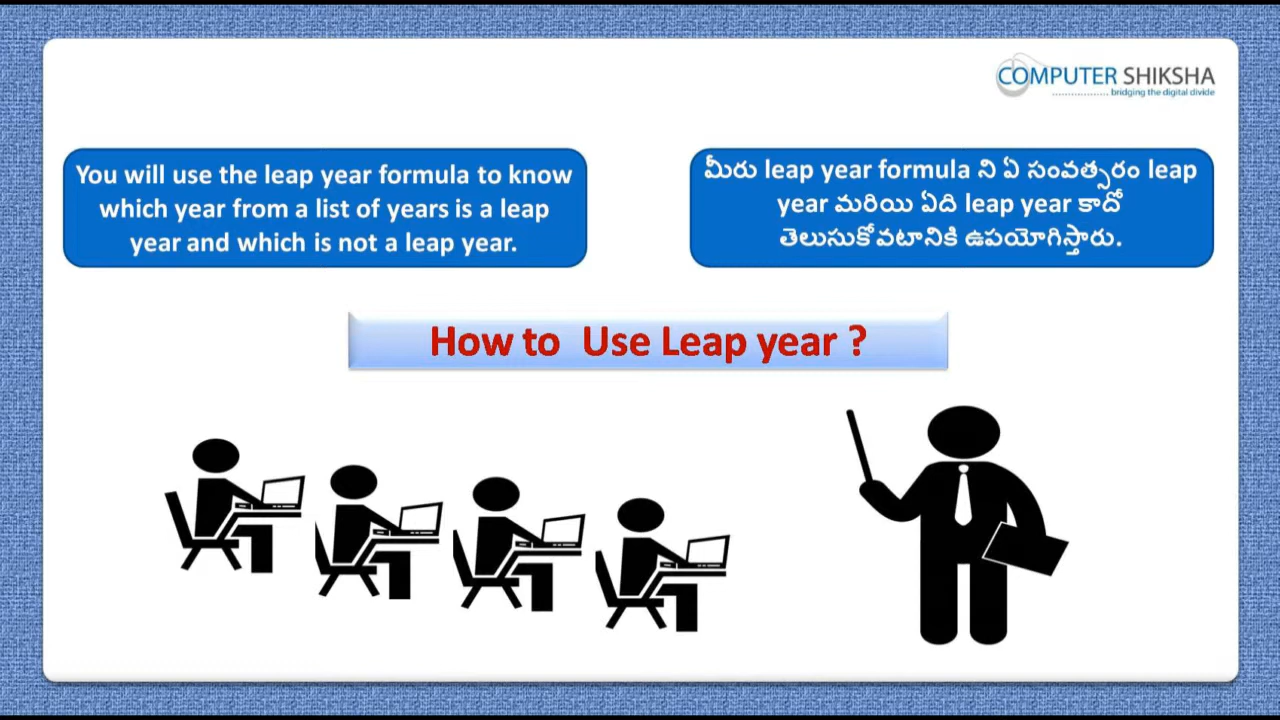 COMPUTER SHIKSHA
.................. bridging the digital divide
You will use the leap year formula to know
which year from a list of years is a leap
year and which is not a leap year.
మీరు leap year formula ని ఏ సంవత్సరం leap
year మరియి ఏది leap year కాదో
తెలుసుకోవటానికి ఉపయోగిస్తారు.
How to Use Leap year ?